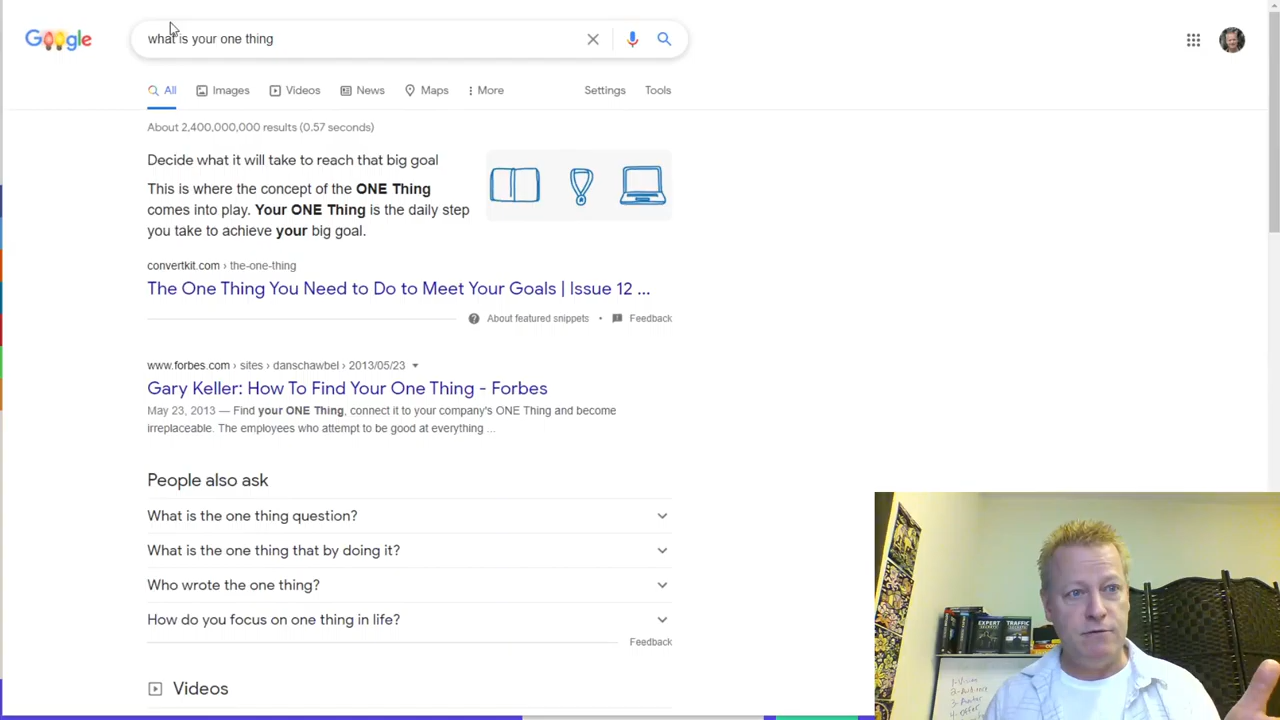 Google
what is your one thing
All
Images
Videos
News
Maps
More
Settings
Tools
About 2,400,000,000 results (0.57 seconds)
Decide what it will take to reach that big goal
This is where the concept of the ONE Thing
comes into play. Your ONE Thing is the daily step
you take to achieve your big goal.
convertkit.com › the-one-thing
The One Thing You Need to Do to Meet Your Goals | Issue 12 ...
About featured snippets • Feedback
www.forbes.com › sites › danschawbel › 2013/05/23
Gary Keller: How To Find Your One Thing - Forbes
May 23, 2013 — Find your ONE Thing, connect it to your company's ONE Thing and become
irreplaceable. The employees who attempt to be good at everything ...
People also ask
What is the one thing question?
What is the one thing that by doing it?
Who wrote the one thing?
How do you focus on one thing in life?
Feedback
Videos
EXPERT
SECRETS
TRAFFIC
SECRETS
1-Vision